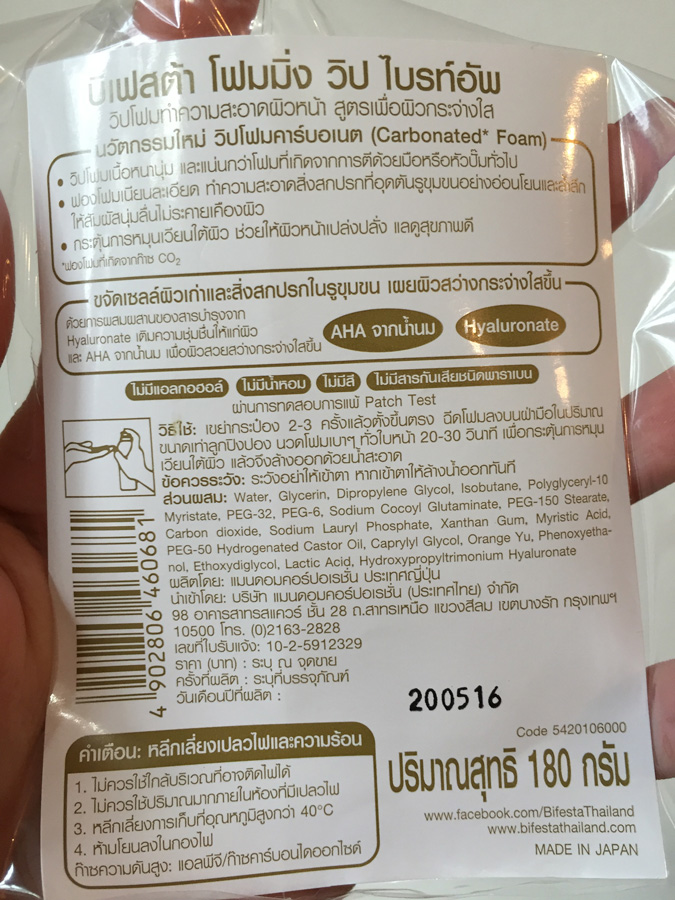 บิเฟสต้า โฟมมิ่ง วิป ไบรท์อัพ
วิปโฟมทำความสะอาดผิวหน้า สูตรเพื่อผิวกระจ่างใส
นวัตกรรมใหม่ วิปโฟมคาร์บอเนต (Carbonated* Foam)
• วิปโฟมเนื้อหนานุ่ม และแน่นกว่าโฟมที่เกิดจากการตีด้วยมือหรือหัวปั๊มทั่วไป
• ฟองโฟมเนียนละเอียด ทำความสะอาดสิ่งสกปรกที่อุดตันรูขุมขนอย่างอ่อนโยนและล้ำลึก
ให้สัมผัสนุ่มลื่นไม่ระคายเคืองผิว
• กระตุ้นการหมุนเวียนใต้ผิว ช่วยให้ผิวหน้าเปล่งปลั่ง แลดูสุขภาพดี
*ฟองโฟมที่เกิดจากก๊าซ CO₂
ขจัดเซลล์ผิวเก่าและสิ่งสกปรกในรูขุมขน เผยผิวสว่างกระจ่างใสขึ้น
ด้วยการผสมผสานของสารบำรุงจาก
Hyaluronate เติมความชุ่มชื่นให้แก่ผิว
และ AHA จากน้ำนม เพื่อผิวสวยสว่างกระจ่างใสขึ้น
AHA จากน้ำนม Hyaluronate
ไม่มีแอลกอฮอล์ ไม่มีน้ำหอม ไม่มีสี ไม่มีสารกันเสียชนิดพาราเบน
ผ่านการทดสอบการแพ้ Patch Test
วิธีใช้: เขย่ากระป๋อง 2-3 ครั้งแล้วตั้งขึ้นตรง ฉีดโฟมลงบนฝ่ามือในปริมาณ
ขนาดเท่าลูกปิงปอง นวดโฟมเบาๆ ทั่วใบหน้า 20-30 วินาที เพื่อกระตุ้นการหมุน
เวียนใต้ผิว แล้วจึงล้างออกด้วยน้ำสะอาด
ข้อควรระวัง: ระวังอย่าให้เข้าตา หากเข้าตาให้ล้างน้ำออกทันที
ส่วนผสม: Water, Glycerin, Dipropylene Glycol, Isobutane, Polyglyceryl-10
Myristate, PEG-32, PEG-6, Sodium Cocoyl Glutaminate, PEG-150 Stearate,
Carbon dioxide, Sodium Lauryl Phosphate, Xanthan Gum, Myristic Acid,
PEG-50 Hydrogenated Castor Oil, Caprylyl Glycol, Orange Yu, Phenoxyetha-
nol, Ethoxydiglycol, Lactic Acid, Hydroxypropyltrimonium Hyaluronate
ผลิตโดย: แมนดอมคอร์ปอเรชั่น ประเทศญี่ปุ่น
นำเข้าโดย: บริษัท แมนดอมคอร์ปอเรชั่น (ประเทศไทย) จำกัด
98 อาคารสาทรสแควร์ ชั้น 28 ถ.สาทรเหนือ แขวงสีลม เขตบางรัก กรุงเทพฯ
10500 โทร. (0)2163-2828
เลขที่ใบรับแจ้ง: 10-2-5912329
ราคา (บาท) : ระบุ ณ จุดขาย
ครั้งที่ผลิต : ระบุที่บรรจุภัณฑ์
วันเดือนปีที่ผลิต :
200516
4 902806 460681
Code 5420106000
ปริมาณสุทธิ 180 กรัม
www.facebook.com/BifestaThailand
www.bifestathailand.com
MADE IN JAPAN
คำเตือน: หลีกเลี่ยงเปลวไฟและความร้อน
1. ไม่ควรใช้ใกล้บริเวณที่อาจติดไฟได้
2. ไม่ควรใช้ปริมาณมากภายในห้องที่มีเปลวไฟ
3. หลีกเลี่ยงการเก็บที่อุณหภูมิสูงกว่า 40°C
4. ห้ามโยนลงในกองไฟ
ก๊าซความดันสูง: แอลพีจี/ก๊าซคาร์บอนไดออกไซด์